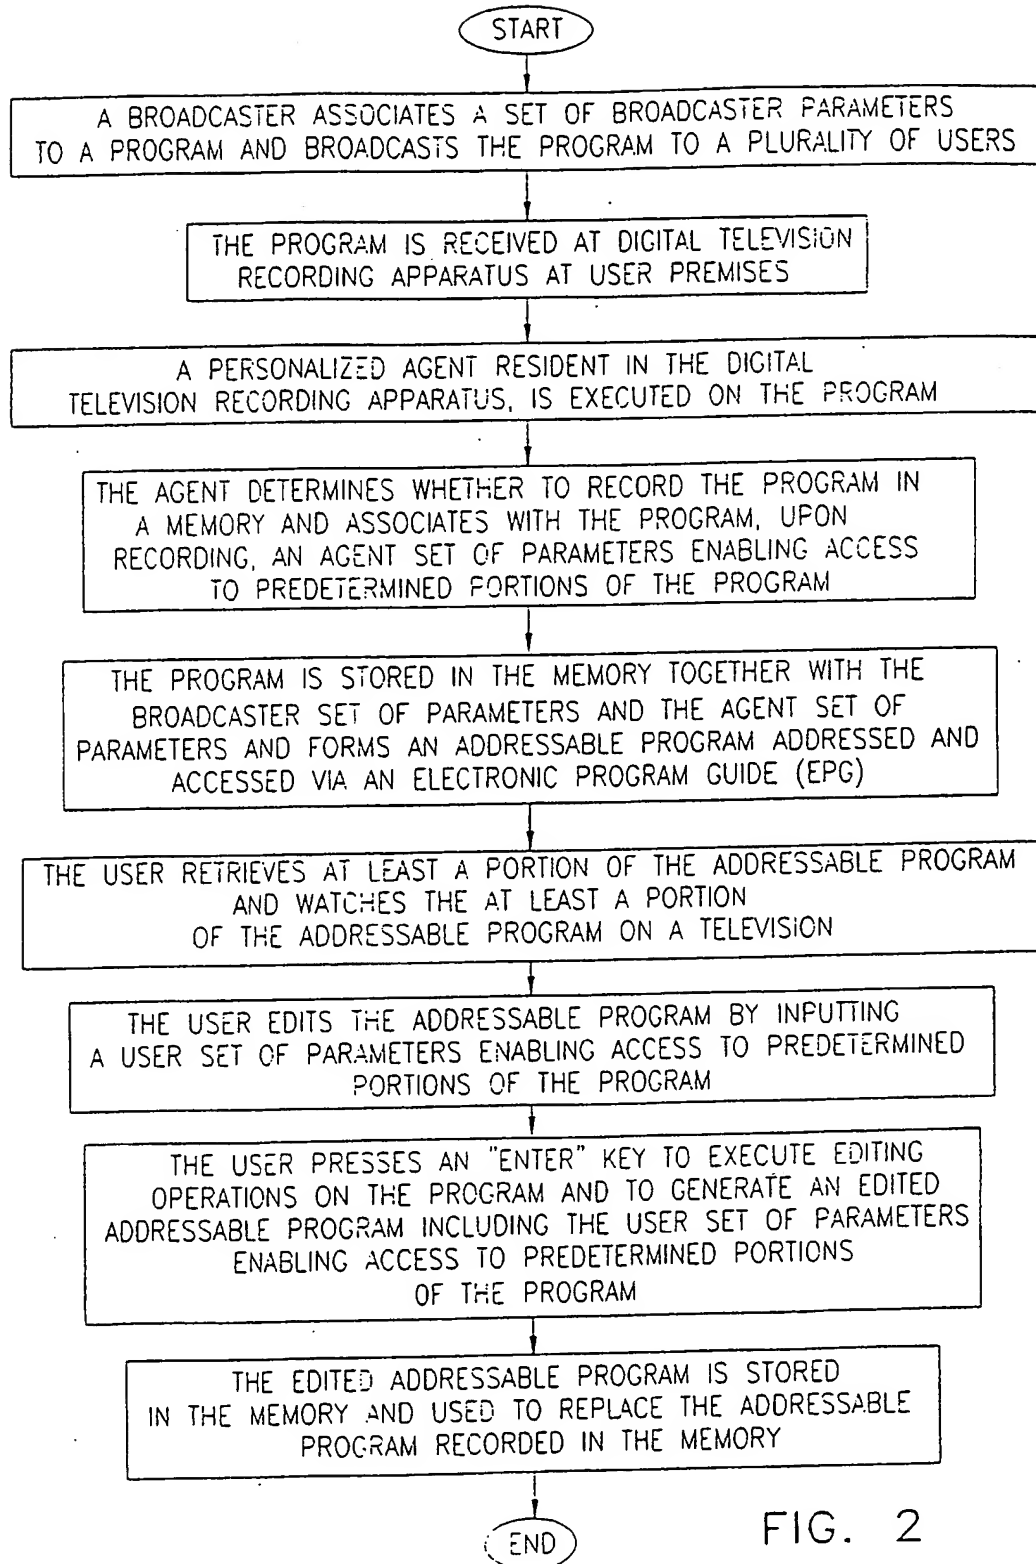 START
A BROADCASTER ASSOCIATES A SET OF BROADCASTER PARAMETERS
TO A PROGRAM AND BROADCASTS THE PROGRAM TO A PLURALITY OF USERS
THE PROGRAM IS RECEIVED AT DIGITAL TELEVISION
RECORDING APPARATUS AT USER PREMISES
A PERSONALIZED AGENT RESIDENT IN THE DIGITAL
TELEVISION RECORDING APPARATUS, IS EXECUTED ON THE PROGRAM
THE AGENT DETERMINES WHETHER TO RECORD THE PROGRAM IN
A MEMORY AND ASSOCIATES WITH THE PROGRAM, UPON
RECORDING, AN AGENT SET OF PARAMETERS ENABLING ACCESS
TO PREDETERMINED PORTIONS OF THE PROGRAM
THE PROGRAM IS STORED IN THE MEMORY TOGETHER WITH THE
BROADCASTER SET OF PARAMETERS AND THE AGENT SET OF
PARAMETERS AND FORMS AN ADDRESSABLE PROGRAM ADDRESSED AND
ACCESSED VIA AN ELECTRONIC PROGRAM GUIDE (EPG)
THE USER RETRIEVES AT LEAST A PORTION OF THE ADDRESSABLE PROGRAM
AND WATCHES THE AT LEAST A PORTION
OF THE ADDRESSABLE PROGRAM ON A TELEVISION
THE USER EDITS THE ADDRESSABLE PROGRAM BY INPUTTING
A USER SET OF PARAMETERS ENABLING ACCESS TO PREDETERMINED
PORTIONS OF THE PROGRAM
THE USER PRESSES AN "ENTER" KEY TO EXECUTE EDITING
OPERATIONS ON THE PROGRAM AND TO GENERATE AN EDITED
ADDRESSABLE PROGRAM INCLUDING THE USER SET OF PARAMETERS
ENABLING ACCESS TO PREDETERMINED PORTIONS
OF THE PROGRAM
THE EDITED ADDRESSABLE PROGRAM IS STORED
IN THE MEMORY AND USED TO REPLACE THE ADDRESSABLE
PROGRAM RECORDED IN THE MEMORY
END
FIG. 2